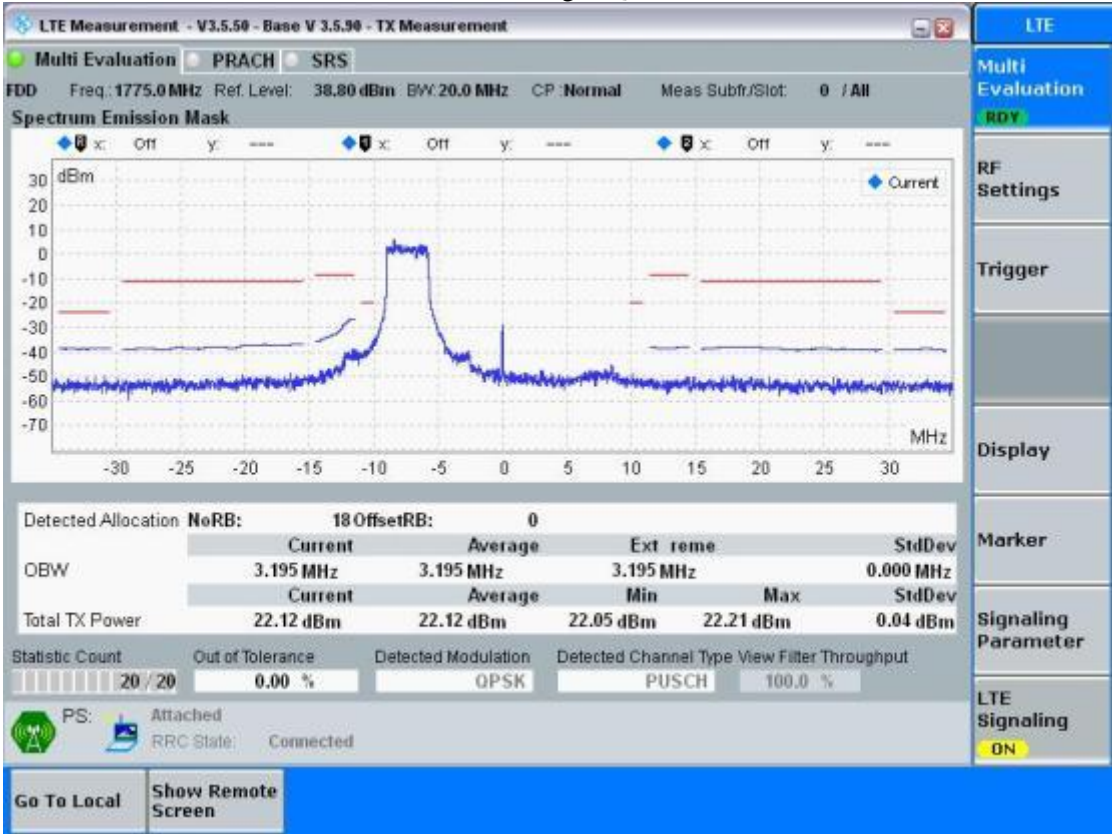 LTE Measurement - V3.5.50 - Base V 3.5.90 - TX Measurement
LTE
Multi Evaluation PRACH SRS
Multi Evaluation
RDY
FDD Freq.: 1775.0 MHz Ref. Level: 38.80 dBm BW: 20.0 MHz CP :Normal Meas Subfr./Slot: 0 / All
Spectrum Emission Mask
x: Off y: --- x: Off y: --- x: Off y: ---
dBm
Current
30
20
10
0
-10
-20
-30
-40
-50
-60
-70
MHz
-30 -25 -20 -15 -10 -5 0 5 10 15 20 25 30
RF Settings
Trigger
Display
Marker
Signaling Parameter
LTE Signaling
ON
Detected Allocation NoRB: 18 OffsetRB: 0
Current Average Ext reme StdDev
OBW 3.195 MHz 3.195 MHz 3.195 MHz 0.000 MHz
Current Average Min Max StdDev
Total TX Power 22.12 dBm 22.12 dBm 22.05 dBm 22.21 dBm 0.04 dBm
Statistic Count Out of Tolerance Detected Modulation Detected Channel Type View Filter Throughput
20 / 20 0.00 % QPSK PUSCH 100.0 %
PS: Attached
RRC State: Connected
Go To Local
Show Remote Screen